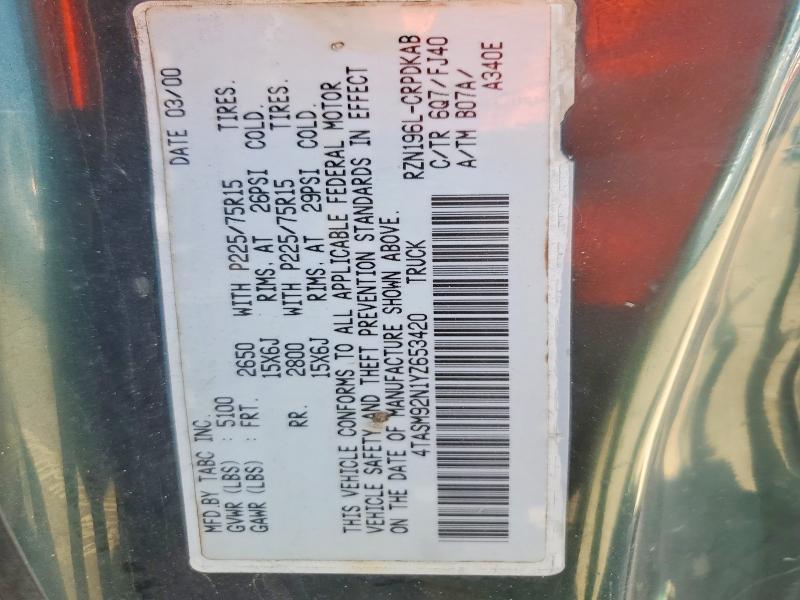 MFD.BY TABC INC. DATE 03/00
GVWR (LBS) : 5100
GAWR (LBS) : FRT. 2650 WITH P225/75R15 TIRES.
15X6J RIMS. AT 26PSI COLD.
RR. 2800 WITH P225/75R15 TIRES.
15X6J RIMS. AT 29PSI COLD.
THIS VEHICLE CONFORMS TO ALL APPLICABLE FEDERAL MOTOR
VEHICLE SAFETY AND THEFT PREVENTION STANDARDS IN EFFECT
ON THE DATE OF MANUFACTURE SHOWN ABOVE.
4TASM92N1YZ653420 TRUCK RZN196L-CRPDKAB
C/TR 6Q7/FJ40
A/TM B07A/
A340E